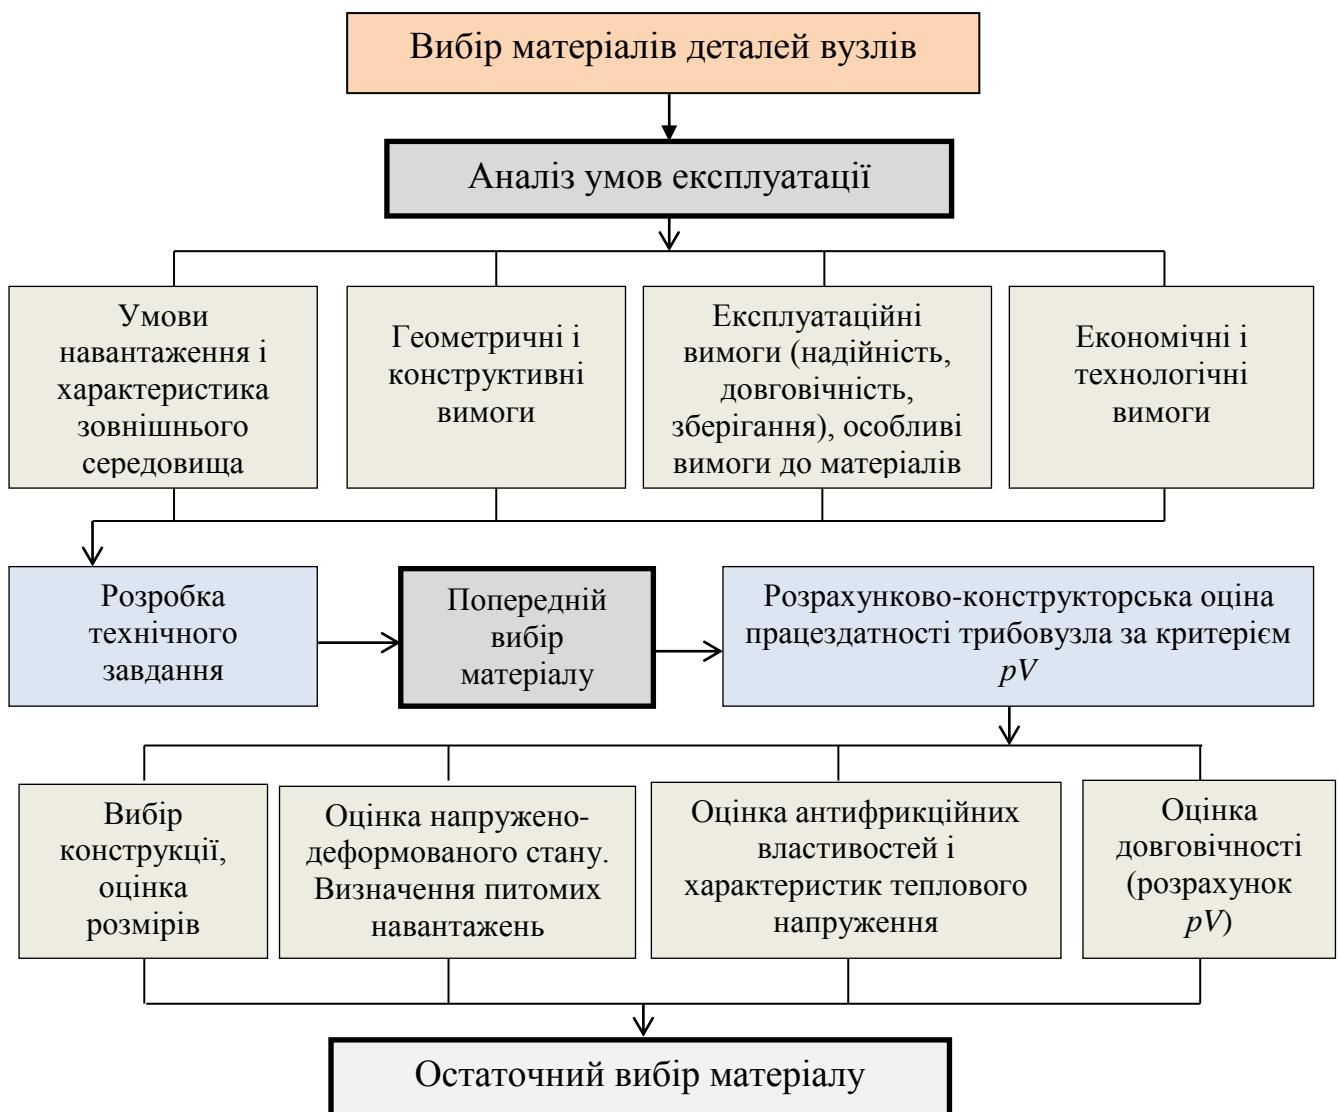 Вибір матеріалів деталей вузлів
Аналіз умов експлуатації
Умови
навантаження і
характеристика
зовнішнього
середовища
Геометричні і
конструктивні
вимоги
Експлуатаційні
вимоги (надійність,
довговічність,
зберігання), особливі
вимоги до матеріалів
Економічні і
технологічні
вимоги
Розробка
технічного
завдання
Попередній
вибір
матеріалу
Розрахунково-конструкторська оціна
працездатності трибовузла за критерієм
pV
Вибір
конструкції,
оцінка
розмірів
Оцінка напружено-
деформованого стану.
Визначення питомих
навантажень
Оцінка антифрикційних
властивостей і
характеристик теплового
напруження
Оцінка
довговічності
(розрахунок
pV)
Остаточний вибір матеріалу